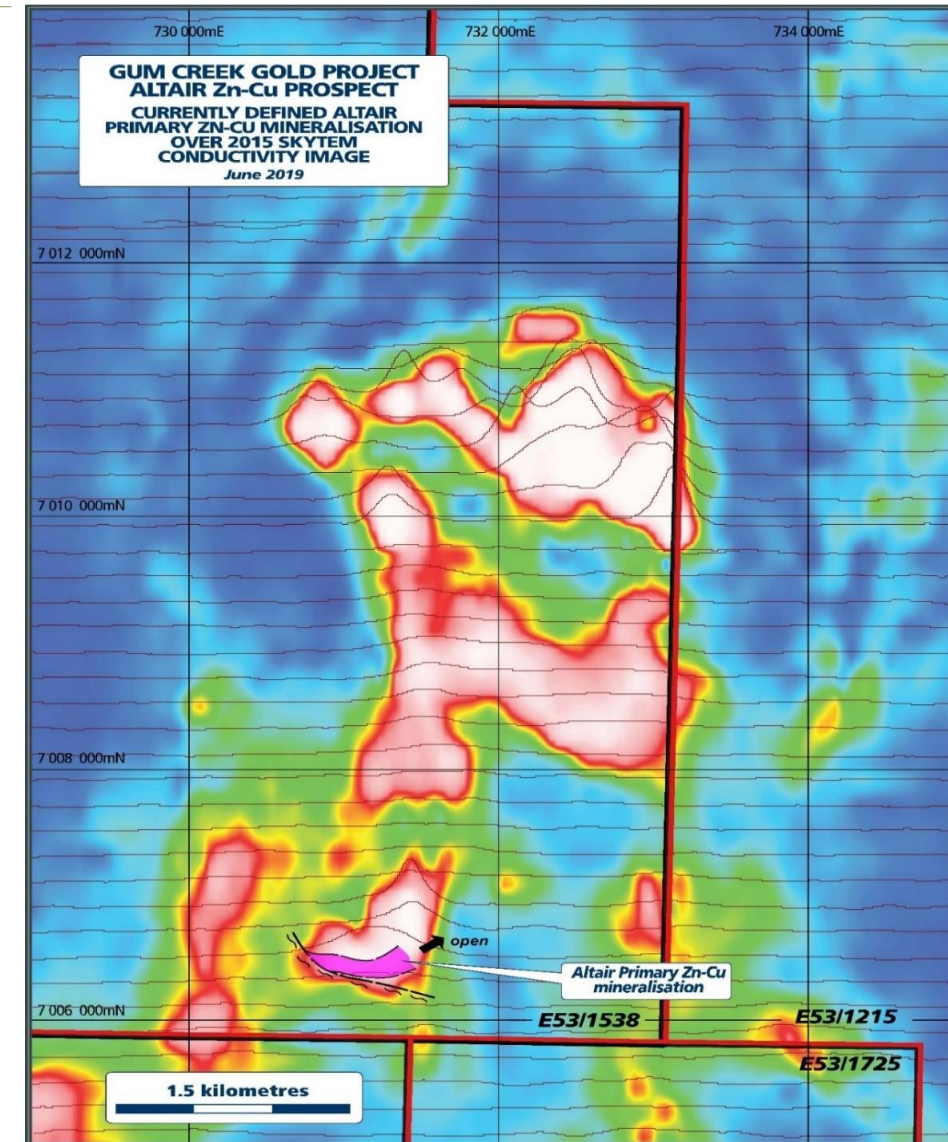 730 000mE
732 000mE
734 000mE
GUM CREEK GOLD PROJECT
ALTAIR Zn-Cu PROSPECT
CURRENTLY DEFINED ALTAIR
PRIMARY ZN-CU MINERALISATION
OVER 2015 SKYTEM
CONDUCTIVITY IMAGE
June 2019
7 012 000mN
7 010 000mN
7 008 000mN
open
Altair Primary Zn-Cu
mineralisation
7 006 000mN
E53/1538
E53/1215
E53/1725
1.5 kilometres